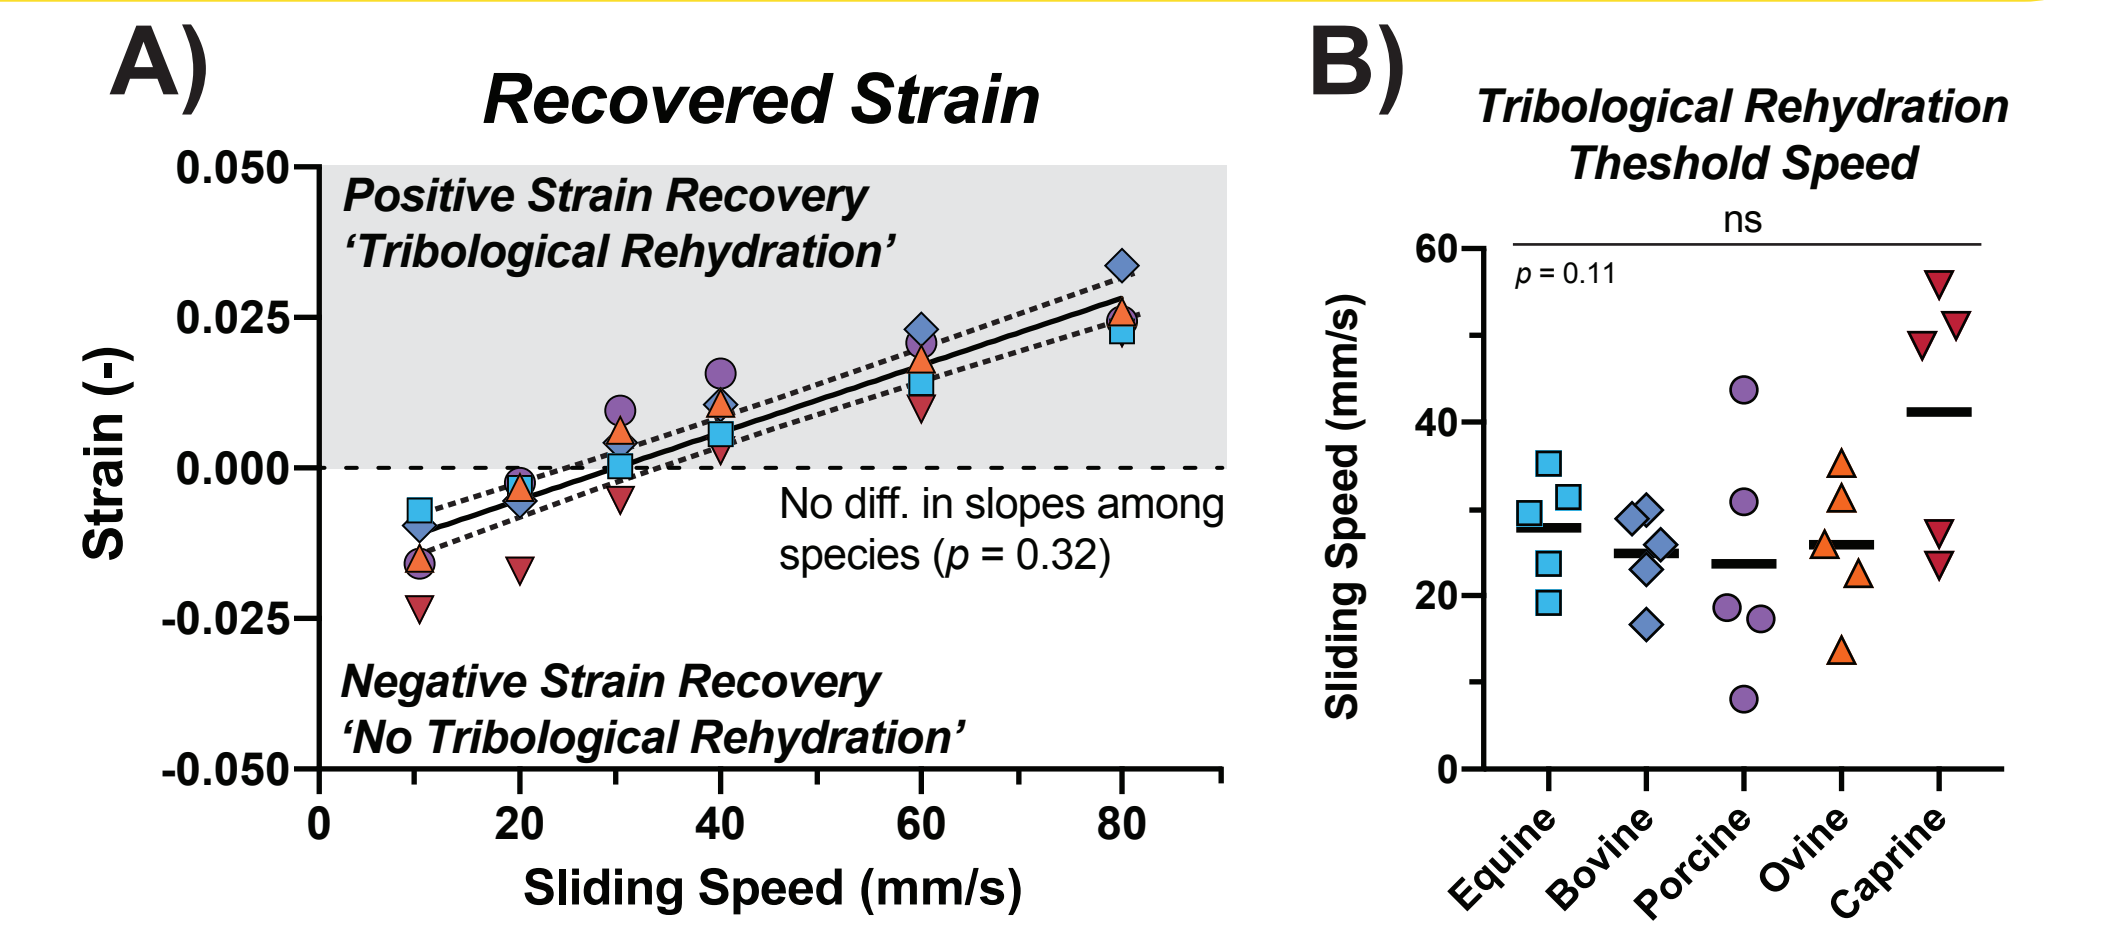 A)
Recovered Strain
0.050
0.025
0.000
-0.025
-0.050
Strain (-)
Positive Strain Recovery
‘Tribological Rehydration’
No diff. in slopes among
species (p = 0.32)
Negative Strain Recovery
‘No Tribological Rehydration’
0 20 40 60 80
Sliding Speed (mm/s)
B)
Tribological Rehydration
Theshold Speed
ns
p = 0.11
60
40
20
0
Sliding Speed (mm/s)
Equine
Bovine
Porcine
Ovine
Caprine